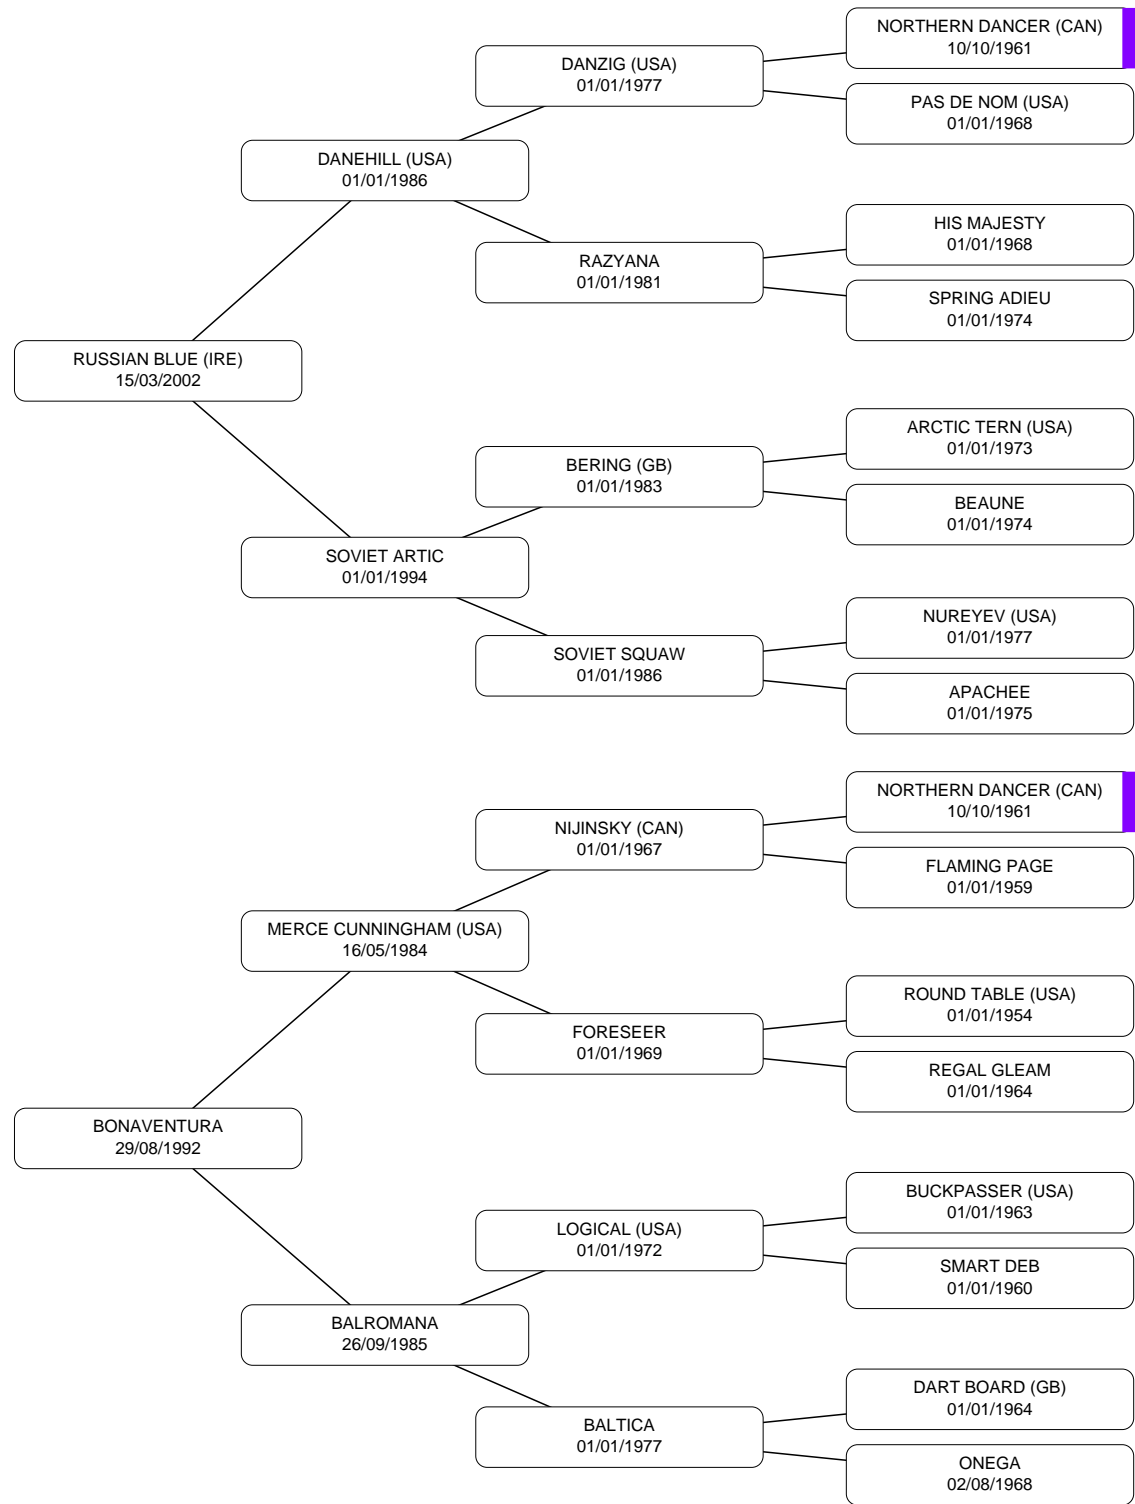 NORTHERN DANCER (CAN)
10/10/1961
DANZIG (USA)
01/01/1977
PAS DE NOM (USA)
01/01/1968
DANEHILL (USA)
01/01/1986
HIS MAJESTY
01/01/1968
RAZYANA
01/01/1981
SPRING ADIEU
01/01/1974
RUSSIAN BLUE (IRE)
15/03/2002
ARCTIC TERN (USA)
01/01/1973
BERING (GB)
01/01/1983
BEAUNE
01/01/1974
SOVIET ARTIC
01/01/1994
NUREYEV (USA)
01/01/1977
SOVIET SQUAW
01/01/1986
APACHEE
01/01/1975
NORTHERN DANCER (CAN)
10/10/1961
NIJINSKY (CAN)
01/01/1967
FLAMING PAGE
01/01/1959
MERCE CUNNINGHAM (USA)
16/05/1984
ROUND TABLE (USA)
01/01/1954
FORESEER
01/01/1969
REGAL GLEAM
01/01/1964
BONAVENTURA
29/08/1992
BUCKPASSER (USA)
01/01/1963
LOGICAL (USA)
01/01/1972
SMART DEB
01/01/1960
BALROMANA
26/09/1985
DART BOARD (GB)
01/01/1964
BALTICA
01/01/1977
ONEGA
02/08/1968